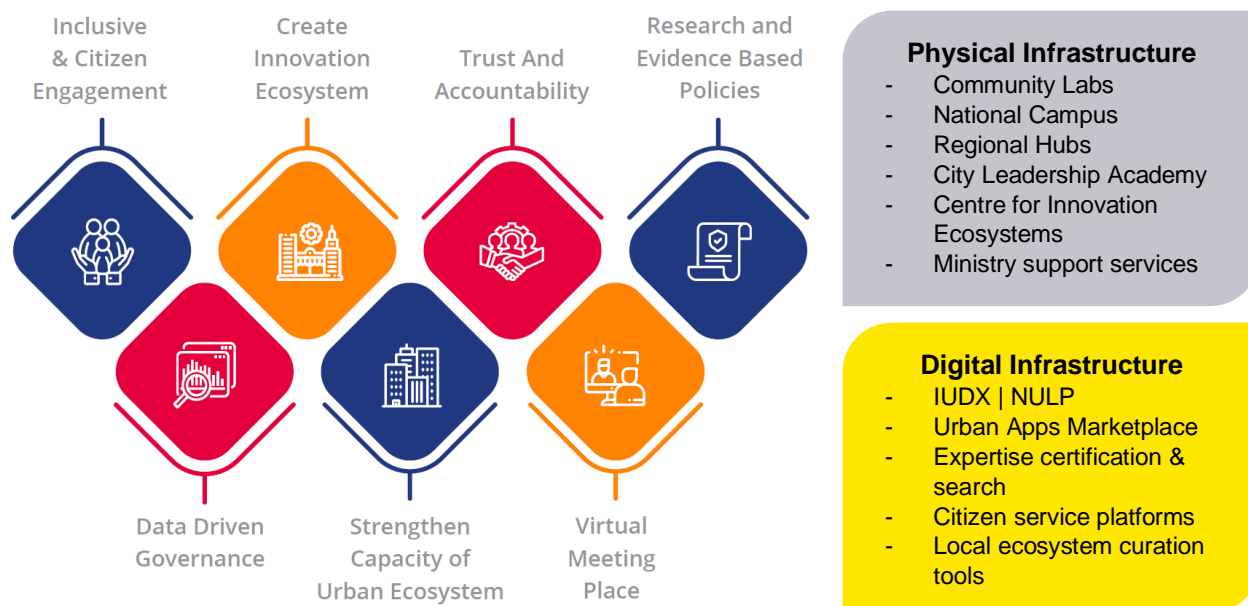 Inclusive
& Citizen
Engagement
Create
Innovation
Ecosystem
Trust And
Accountability
Research and
Evidence Based
Policies
Data Driven
Governance
Strengthen
Capacity of
Urban Ecosystem
Virtual
Meeting
Place
Physical Infrastructure
- Community Labs
- National Campus
- Regional Hubs
- City Leadership Academy
- Centre for Innovation
Ecosystems
- Ministry support services
Digital Infrastructure
- IUDX | NULP
- Urban Apps Marketplace
- Expertise certification &
search
- Citizen service platforms
- Local ecosystem curation
tools